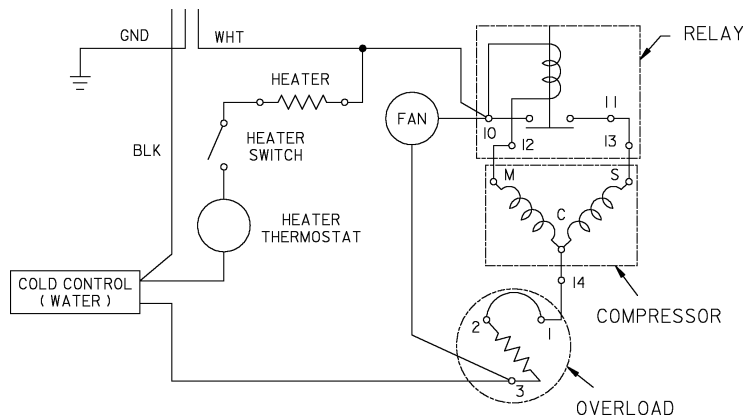 GND
WHT
RELAY
HEATER
FAN
10
11
12
13
HEATER
SWITCH
BLK
M
S
C
HEATER
THERMOSTAT
COLD CONTROL
( WATER )
14
COMPRESSOR
2
1
3
OVERLOAD